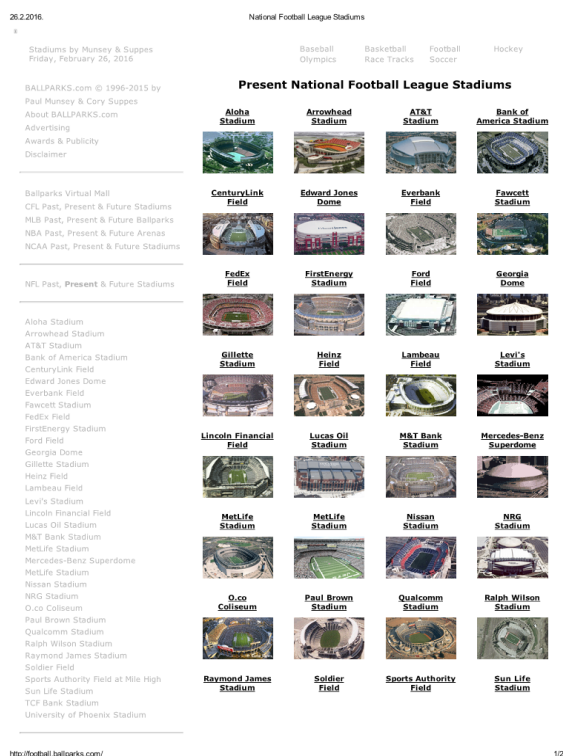 26.2.2016.
National Football League Stadiums
Stadiums by Munsey & Suppes
Friday, February 26, 2016
Baseball Basketball Football Hockey
Olympics Race Tracks Soccer
BALLPARKS.com © 1996-2015 by
Paul Munsey & Cory Suppes
About BALLPARKS.com
Advertising
Awards & Publicity
Disclaimer
Ballparks Virtual Mall
CFL Past, Present & Future Stadiums
MLB Past, Present & Future Ballparks
NBA Past, Present & Future Arenas
NCAA Past, Present & Future Stadiums
NFL Past, Present & Future Stadiums
Aloha Stadium
Arrowhead Stadium
AT&T Stadium
Bank of America Stadium
CenturyLink Field
Edward Jones Dome
Everbank Field
Fawcett Stadium
FedEx Field
FirstEnergy Stadium
Ford Field
Georgia Dome
Gillette Stadium
Heinz Field
Lambeau Field
Levi's Stadium
Lincoln Financial Field
Lucas Oil Stadium
M&T Bank Stadium
MetLife Stadium
Mercedes-Benz Superdome
MetLife Stadium
Nissan Stadium
NRG Stadium
O.co Coliseum
Paul Brown Stadium
Qualcomm Stadium
Ralph Wilson Stadium
Raymond James Stadium
Soldier Field
Sports Authority Field at Mile High
Sun Life Stadium
TCF Bank Stadium
University of Phoenix Stadium
Present National Football League Stadiums
Aloha Arrowhead AT&T Bank of
Stadium Stadium Stadium America Stadium
CenturyLink Edward Jones Everbank Fawcett
Field Dome Field Stadium
FedEx FirstEnergy Ford Georgia
Field Stadium Field Dome
Gillette Heinz Lambeau Levi's
Stadium Field Field Stadium
Lincoln Financial Lucas Oil M&T Bank Mercedes-Benz
Field Stadium Stadium Superdome
MetLife MetLife Nissan NRG
Stadium Stadium Stadium Stadium
O.co Paul Brown Qualcomm Ralph Wilson
Coliseum Stadium Stadium Stadium
Raymond James Soldier Sports Authority Sun Life
Stadium Field Field Stadium
http://football.ballparks.com/
1/2